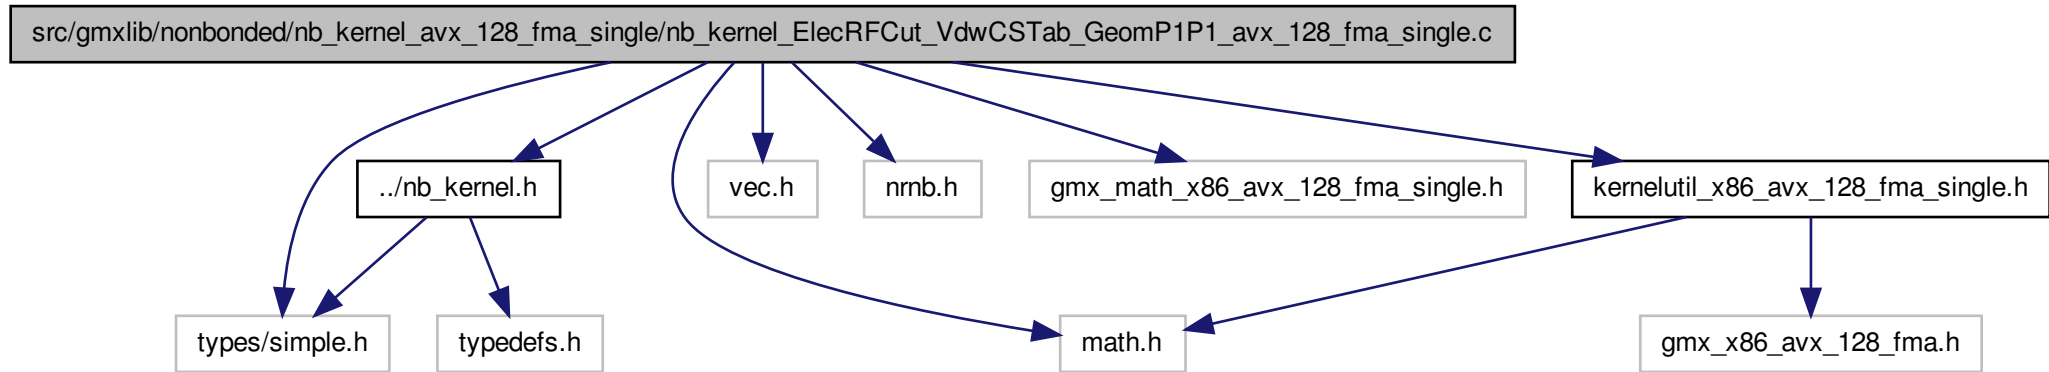 src/gmxlib/nonbonded/nb_kernel_avx_128_fma_single/nb_kernel_ElecRFCut_VdwCSTab_GeomP1P1_avx_128_fma_single.c
../nb_kernel.h
vec.h
nrnb.h
gmx_math_x86_avx_128_fma_single.h
kernelutil_x86_avx_128_fma_single.h
types/simple.h
typedefs.h
math.h
gmx_x86_avx_128_fma.h